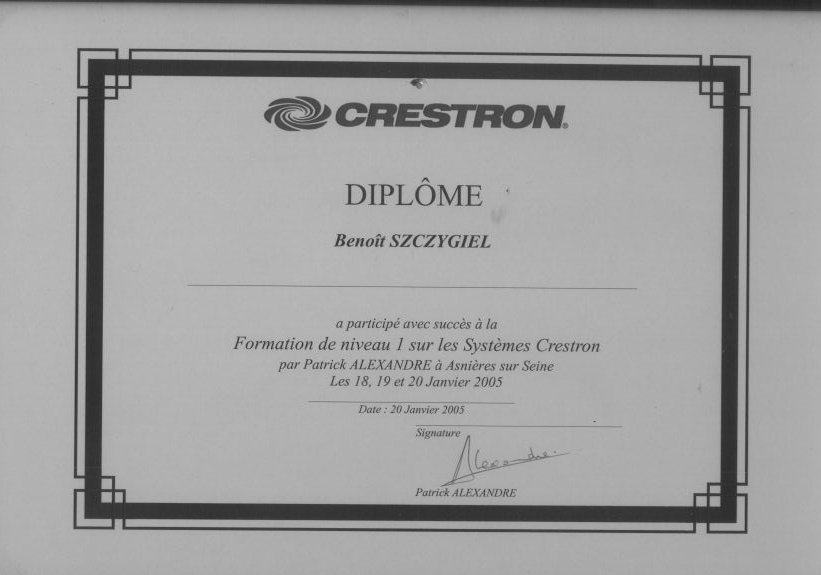 CRESTRON®
DIPLÔME
Benoît SZCZYGIEL
a participé avec succès à la
Formation de niveau 1 sur les Systèmes Crestron
par Patrick ALEXANDRE à Asnières sur Seine
Les 18, 19 et 20 Janvier 2005
Date : 20 Janvier 2005
Signature
Alexandre
Patrick ALEXANDRE